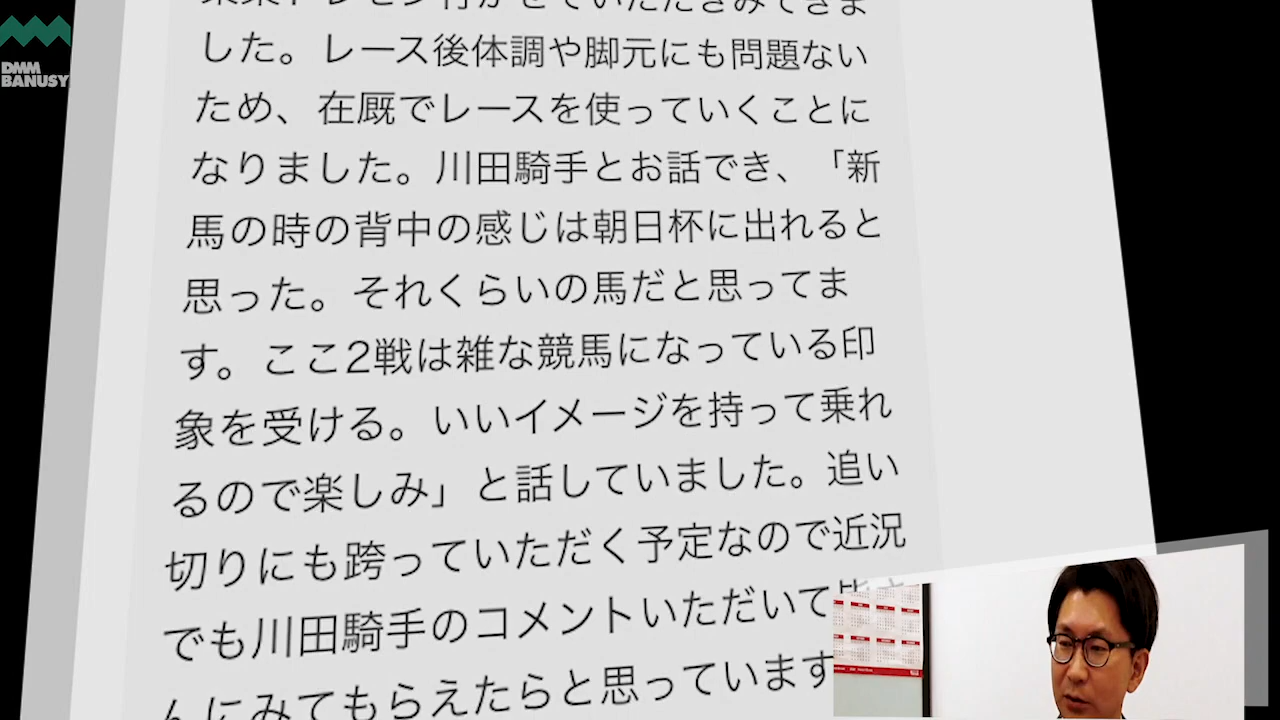 DMM
BANUSY
した。レース後体調や脚元にも問題ない
ため、在厩でレースを使っていくことに
なりました。川田騎手とお話でき、「新
馬の時の背中の感じは朝日杯に出れると
思った。それくらいの馬だと思ってま
す。ここ2戦は雑な競馬になっている印
象を受ける。いいイメージを持って乗れ
るので楽しみ」と話していました。追い
切りにも跨っていただく予定なので近況
でも川田騎手のコメントいただいて
んにみてもらえたらと思っています